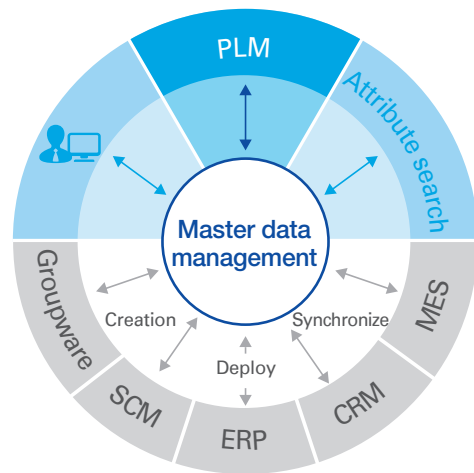 PLM
Attribute search
Master data
management
Groupware
Creation
Synchronize
MES
Deploy
SCM
CRM
ERP